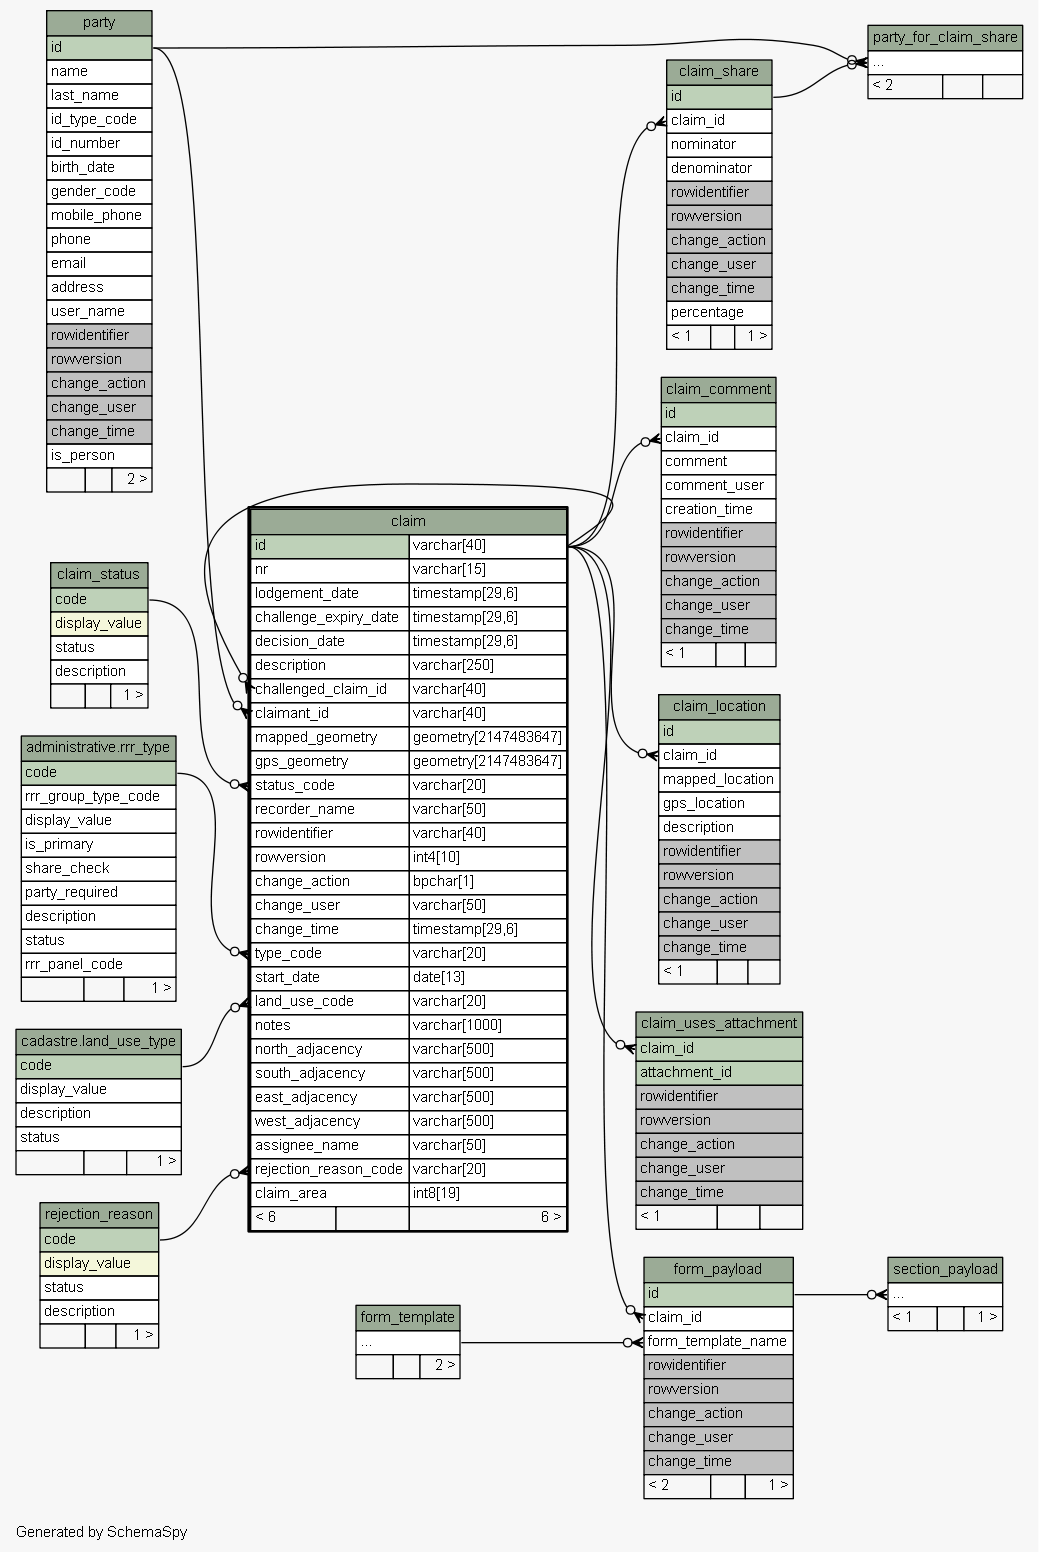 party
id
name
last_name
id_type_code
id_number
birth_date
gender_code
mobile_phone
phone
email
address
user_name
rowidentifier
rowversion
change_action
change_user
change_time
is_person
2 >
party_for_claim_share
...
< 2
claim_share
id
claim_id
nominator
denominator
rowidentifier
rowversion
change_action
change_user
change_time
percentage
< 1 1 >
claim_comment
id
claim_id
comment
comment_user
creation_time
rowidentifier
rowversion
change_action
change_user
change_time
< 1
claim
id varchar[40]
nr varchar[15]
lodgement_date timestamp[29,6]
challenge_expiry_date timestamp[29,6]
decision_date timestamp[29,6]
description varchar[250]
challenged_claim_id varchar[40]
claimant_id varchar[40]
mapped_geometry geometry[2147483647]
gps_geometry geometry[2147483647]
status_code varchar[20]
recorder_name varchar[50]
rowidentifier varchar[40]
rowversion int4[10]
change_action bpchar[1]
change_user varchar[50]
change_time timestamp[29,6]
type_code varchar[20]
start_date date[13]
land_use_code varchar[20]
notes varchar[1000]
north_adjacency varchar[500]
south_adjacency varchar[500]
east_adjacency varchar[500]
west_adjacency varchar[500]
assignee_name varchar[50]
rejection_reason_code varchar[20]
claim_area int8[19]
< 6 6 >
claim_status
code
display_value
status
description
1 >
administrative.rrr_type
code
rrr_group_type_code
display_value
is_primary
share_check
party_required
description
status
rrr_panel_code
1 >
cadastre.land_use_type
code
display_value
description
status
1 >
rejection_reason
code
display_value
status
description
1 >
claim_location
id
claim_id
mapped_location
gps_location
description
rowidentifier
rowversion
change_action
change_user
change_time
< 1
claim_uses_attachment
claim_id
attachment_id
rowidentifier
rowversion
change_action
change_user
change_time
< 1
form_payload
id
claim_id
form_template_name
rowidentifier
rowversion
change_action
change_user
change_time
< 2 1 >
section_payload
...
< 1 1 >
form_template
...
2 >
Generated by SchemaSpy